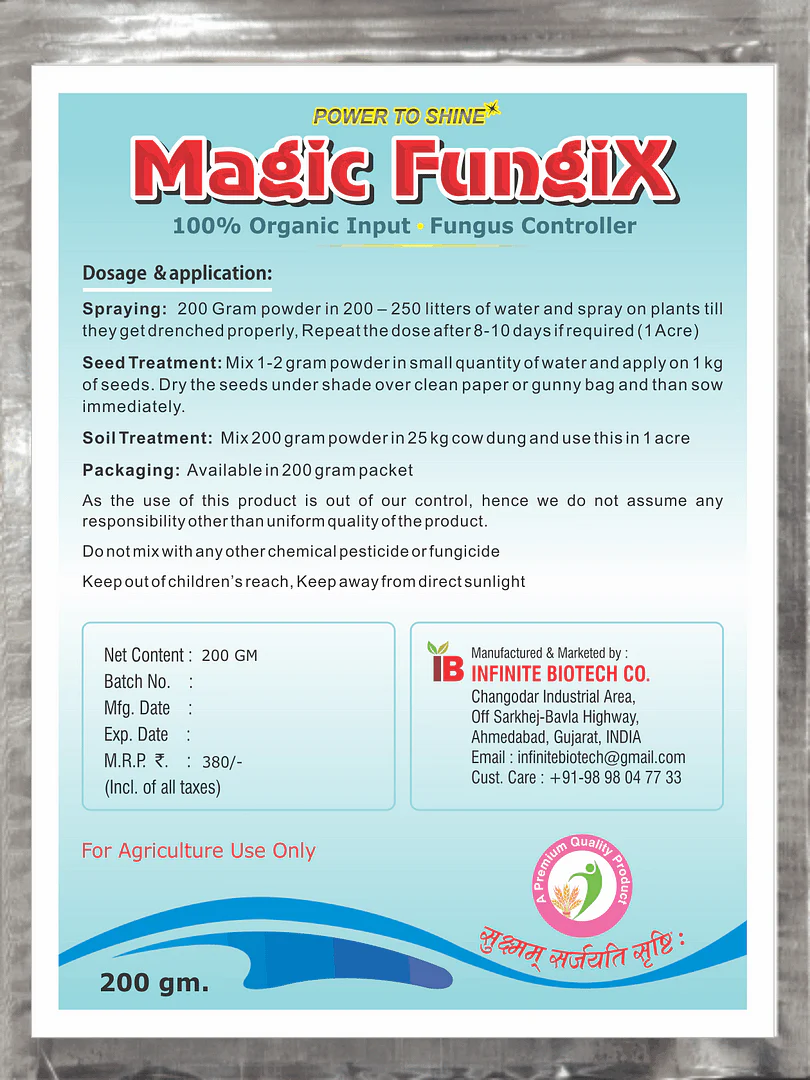 POWER TO SHINE
Magic FungiX
100% Organic Input • Fungus Controller
Dosage & application:
Spraying: 200 Gram powder in 200 – 250 litters of water and spray on plants till
they get drenched properly, Repeat the dose after 8-10 days if required (1 Acre)
Seed Treatment: Mix 1-2 gram powder in small quantity of water and apply on 1 kg
of seeds. Dry the seeds under shade over clean paper or gunny bag and than sow
immediately.
Soil Treatment: Mix 200 gram powder in 25 kg cow dung and use this in 1 acre
Packaging: Available in 200 gram packet
As the use of this product is out of our control, hence we do not assume any
responsibility other than uniform quality of the product.
Do not mix with any other chemical pesticide or fungicide
Keep out of children's reach, Keep away from direct sunlight
Net Content : 200 GM
Batch No. :
Mfg. Date :
Exp. Date :
M.R.P. ₹. : 380/-
(Incl. of all taxes)
IB
Manufactured & Marketed by :
INFINITE BIOTECH CO.
Changodar Industrial Area,
Off Sarkhej-Bavla Highway,
Ahmedabad, Gujarat, INDIA
Email : infinitebiotech@gmail.com
Cust. Care : +91-98 98 04 77 33
For Agriculture Use Only
A Premium Quality Product
सुक्ष्मम् सर्जयति सृष्टि :
200 gm.